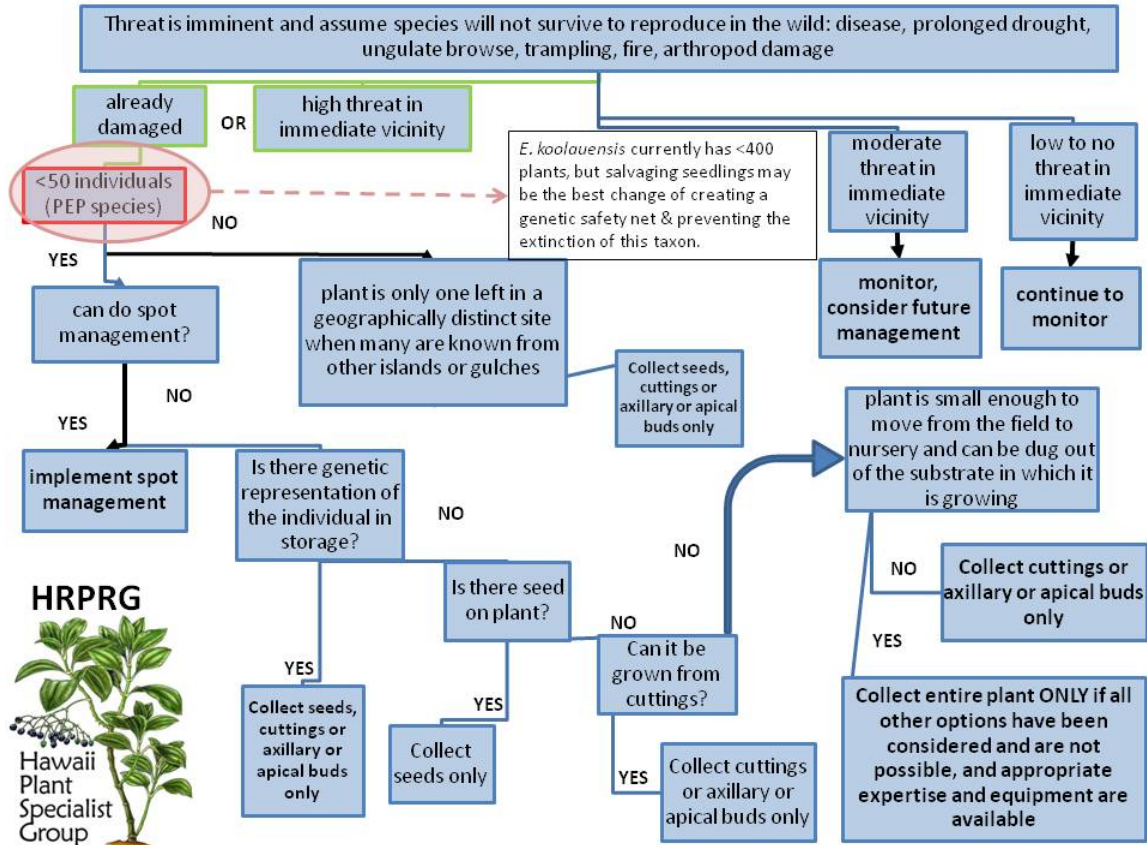 Threat is imminent and assume species will not survive to reproduce in the wild: disease, prolonged drought,
ungulate browse, trampling, fire, arthropod damage
already
damaged
OR
high threat in
immediate vicinity
E. koolauensis currently has <400
plants, but salvaging seedlings may
be the best change of creating a
genetic safety net & preventing the
extinction of this taxon.
moderate
threat in
immediate
vicinity
low to no
threat in
immediate
vicinity
<50 individuals
(PEP species)
NO
YES
can do spot
management?
plant is only one left in a
geographically distinct site
when many are known from
other islands or gulches
monitor,
consider future
management
continue to
monitor
Collect seeds,
cuttings or
axillary or apical
buds only
NO
YES
implement spot
management
Is there genetic
representation of
the individual in
storage?
NO
plant is small enough to
move from the field to
nursery and can be dug out
of the substrate in which it
is growing
NO
Is there seed
on plant?
NO
Can it be
grown from
cuttings?
NO
Collect cuttings or
axillary or apical buds
only
YES
YES
YES
Collect seeds,
cuttings or
axillary or
apical buds
only
Collect
seeds only
YES
Collect cuttings
or axillary or
apical buds only
Collect entire plant ONLY if all
other options have been
considered and are not
possible, and appropriate
expertise and equipment are
available
HRPRG
Hawaii
Plant
Specialist
Group